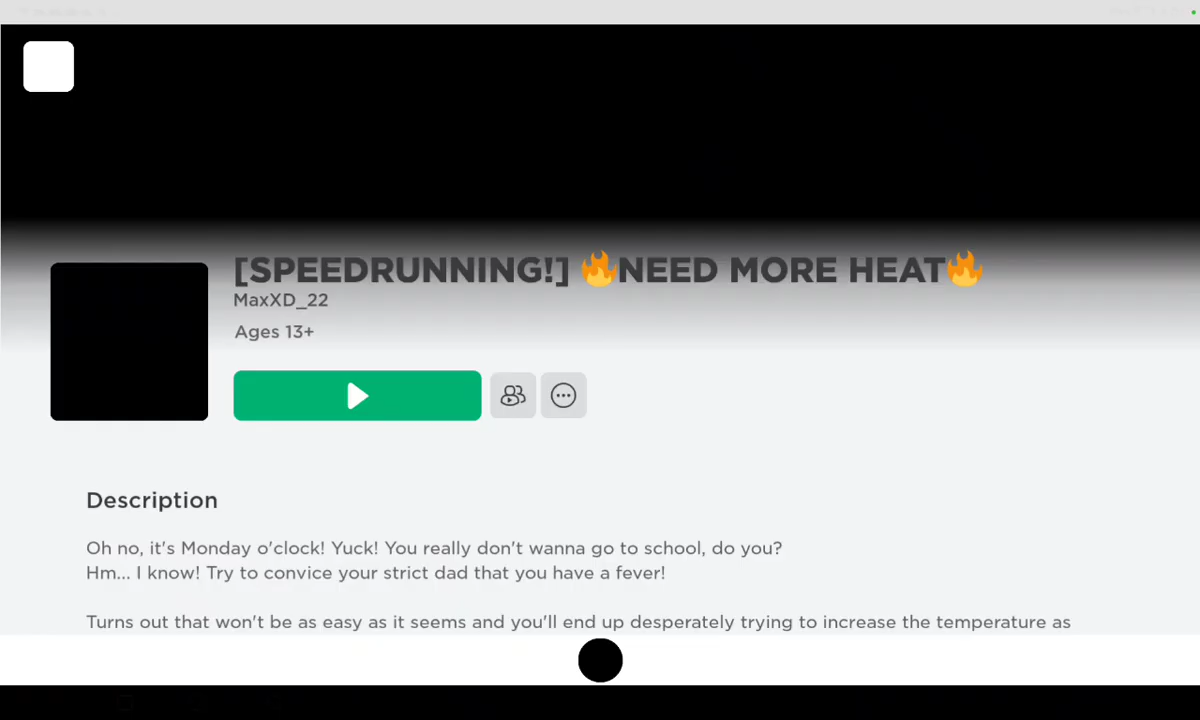 [SPEEDRUNNING!] 🔥NEED MORE HEAT🔥
MaxXD_22
Ages 13+
Description
Oh no, it's Monday o'clock! Yuck! You really don't wanna go to school, do you?
Hm... I know! Try to convice your strict dad that you have a fever!
Turns out that won't be as easy as it seems and you'll end up desperately trying to increase the temperature as